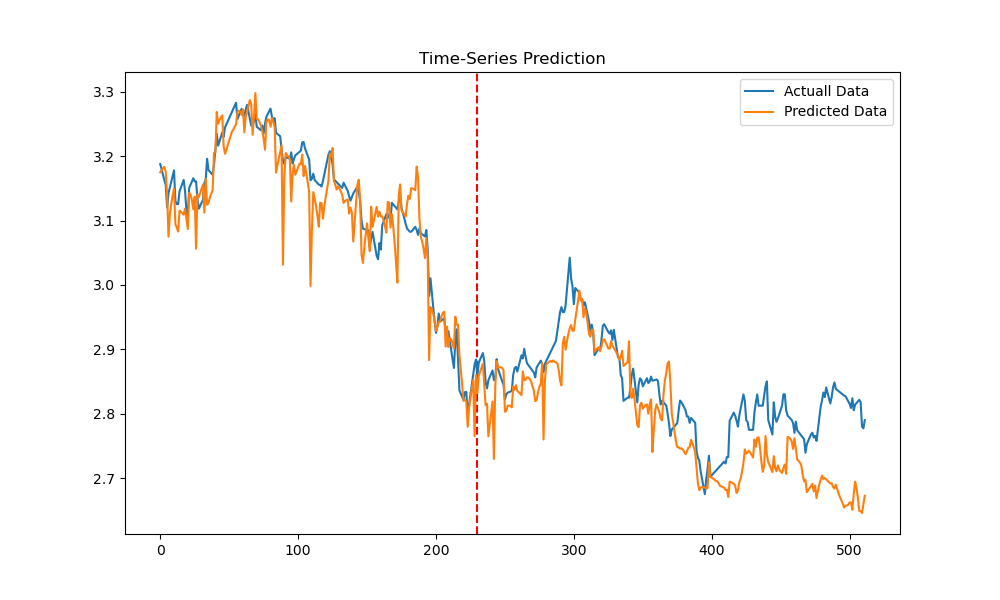 Time-Series Prediction
Actuall Data
Predicted Data
3.3
3.2
3.1
3.0
2.9
2.8
2.7
0 100 200 300 400 500